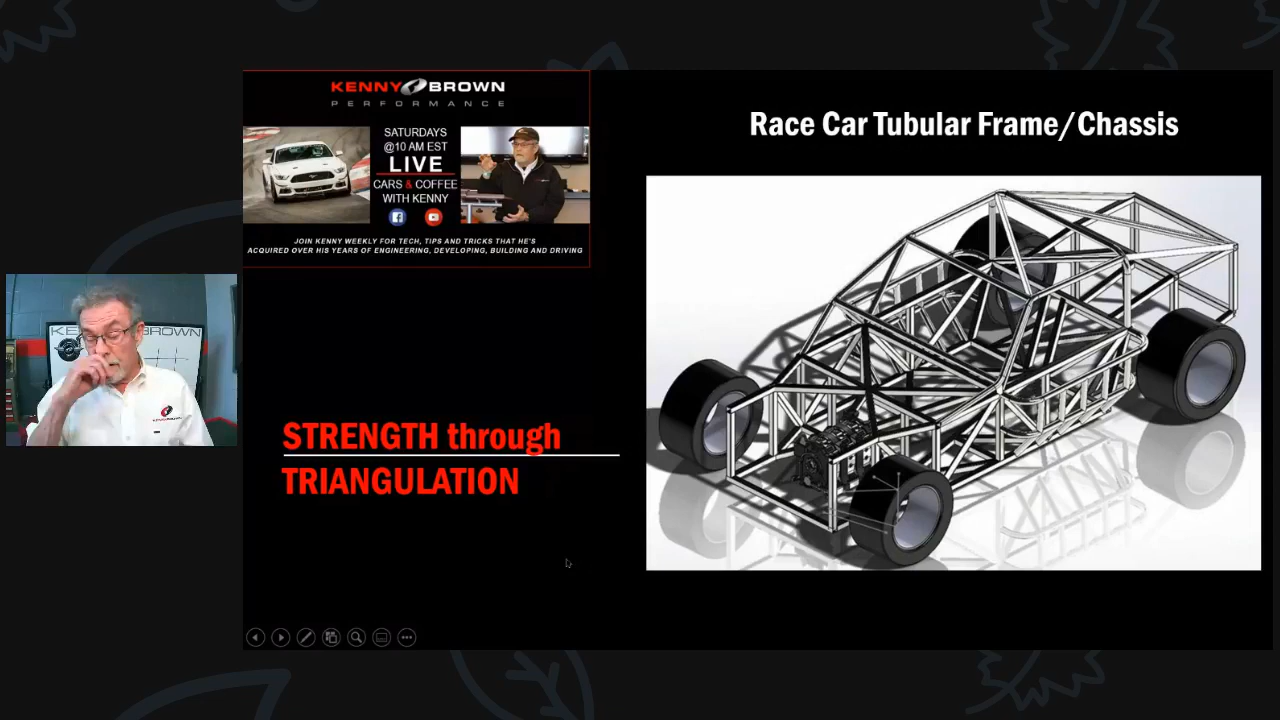 KENNY BROWN
PERFORMANCE
SATURDAYS
@10 AM EST
LIVE
CARS & COFFEE
WITH KENNY
JOIN KENNY WEEKLY FOR TECH, TIPS AND TRICKS THAT HE'S
ACQUIRED OVER HIS YEARS OF ENGINEERING, DEVELOPING, BUILDING AND DRIVING
Race Car Tubular Frame/Chassis
KE
BROWN
STRENGTH through
TRIANGULATION